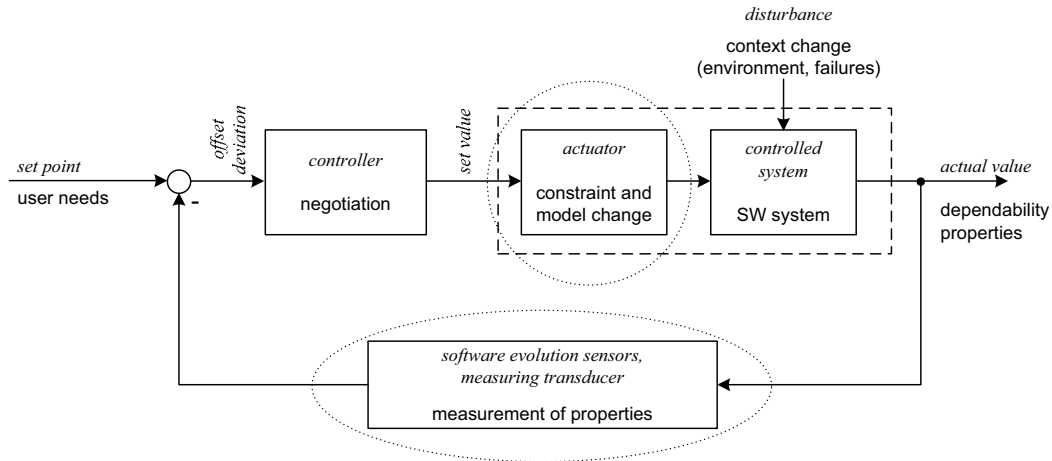 disturbance
context change
(environment, failures)
set point
user needs
-
offset
deviation
controller
negotiation
set value
actuator
constraint and
model change
controlled
system
SW system
actual value
dependability
properties
software evolution sensors,
measuring transducer
measurement of properties